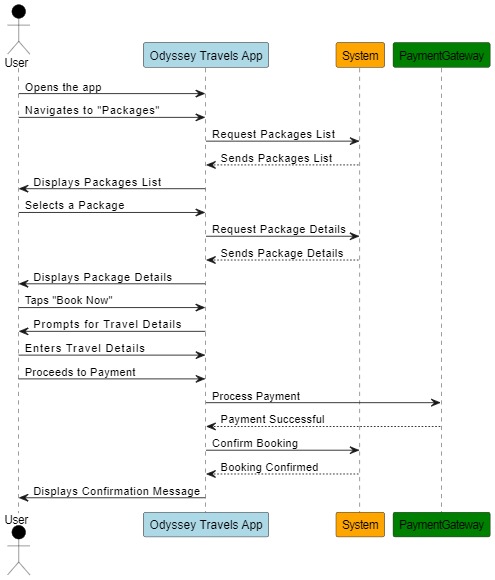 User
Odyssey Travels App
System
PaymentGateway
Opens the app
Navigates to "Packages"
Request Packages List
Sends Packages List
Displays Packages List
Selects a Package
Request Package Details
Sends Package Details
Displays Package Details
Taps "Book Now"
Prompts for Travel Details
Enters Travel Details
Proceeds to Payment
Process Payment
Payment Successful
Confirm Booking
Booking Confirmed
Displays Confirmation Message
User
Odyssey Travels App
System
PaymentGateway